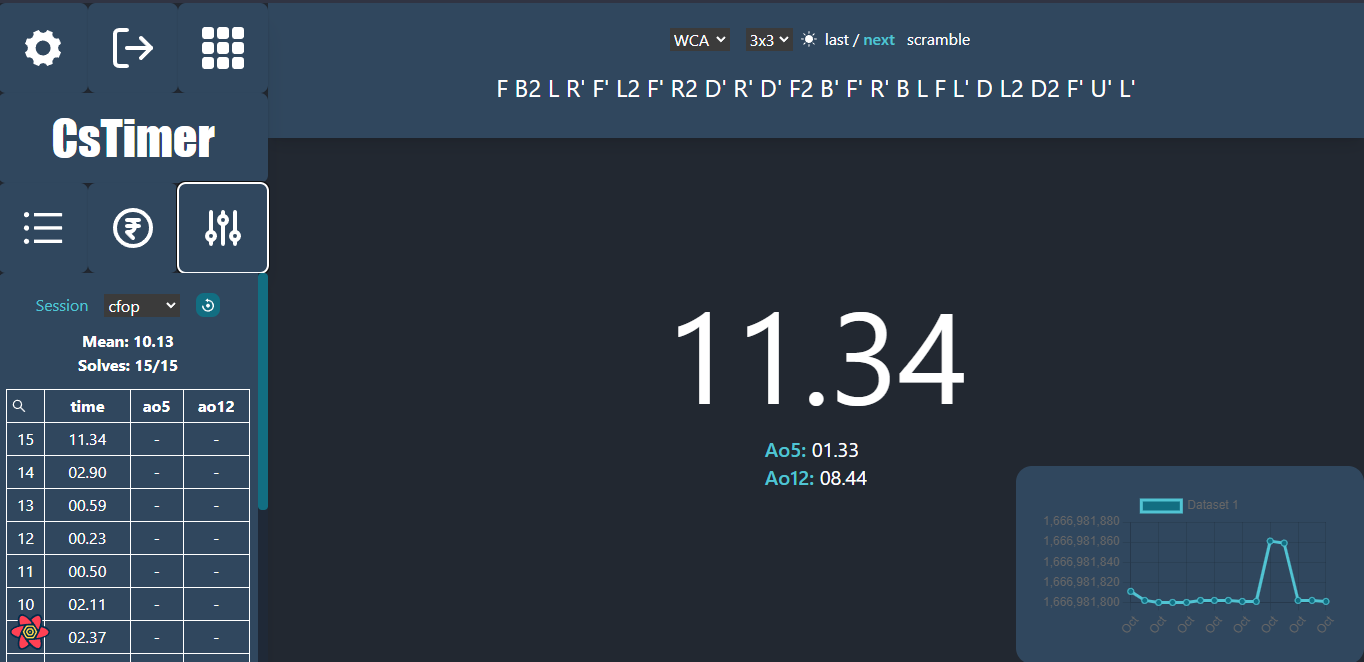 WCA 3x3 last / next scramble
F B2 L R' F' L2 F' R2 D' R' D' F2 B' F' R' B L F L' D L2 D2 F' U' L'
CsTimer
Session cfop
Mean: 10.13
Solves: 15/15
time ao5 ao12
15 11.34 - -
14 02.90 - -
13 00.59 - -
12 00.23 - -
11 00.50 - -
10 02.11 - -
02.37 - -
11.34
Ao5: 01.33
Ao12: 08.44
Dataset 1
1,666,981,880
1,666,981,860
1,666,981,840
1,666,981,820
1,666,981,800
Oct Oct Oct Oct Oct Oct Oct Oct